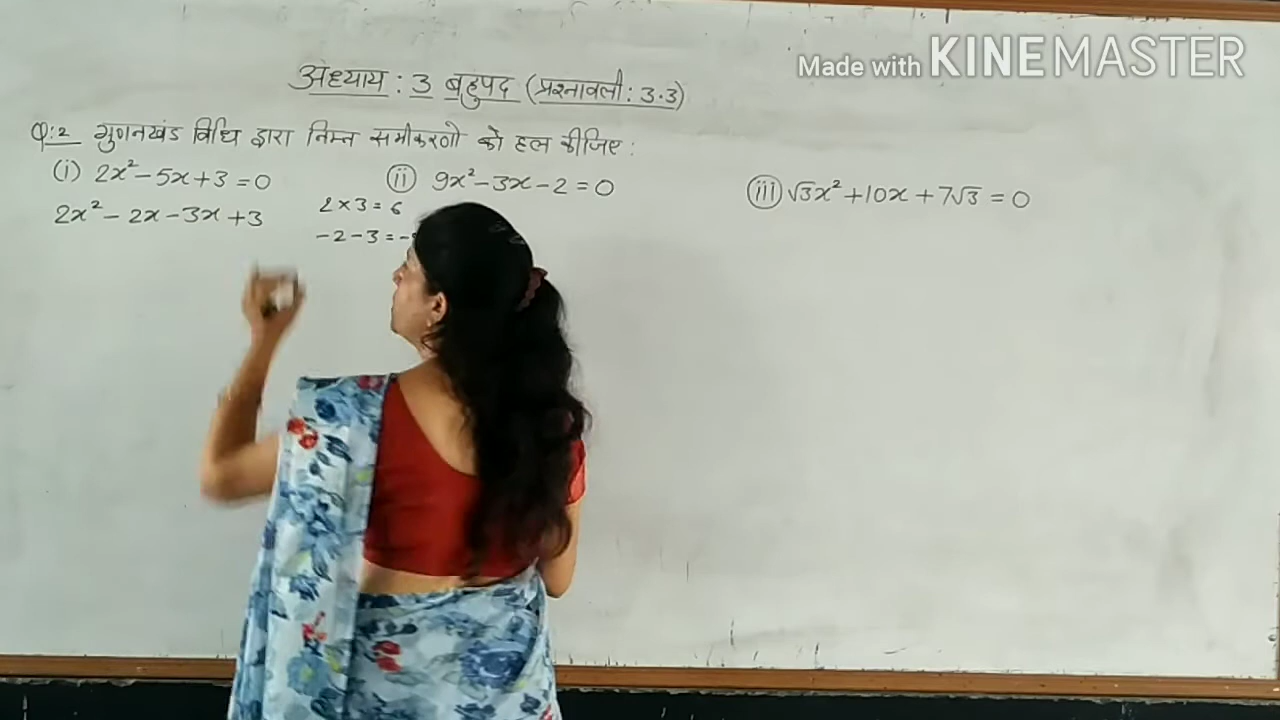 Made with KINEMASTER
अध्याय : 3 बहुपद (प्रश्नावली : 3.3)
Q:2 गुणनखंड विधि द्वारा निम्न समीकरणो को हल कीजिए :
(i) 2x² - 5x + 3 = 0
(ii) 9x² - 3x - 2 = 0
(iii) √3x² + 10x + 7√3 = 0
2x² - 2x - 3x + 3
2 × 3 = 6
-2 - 3 = -